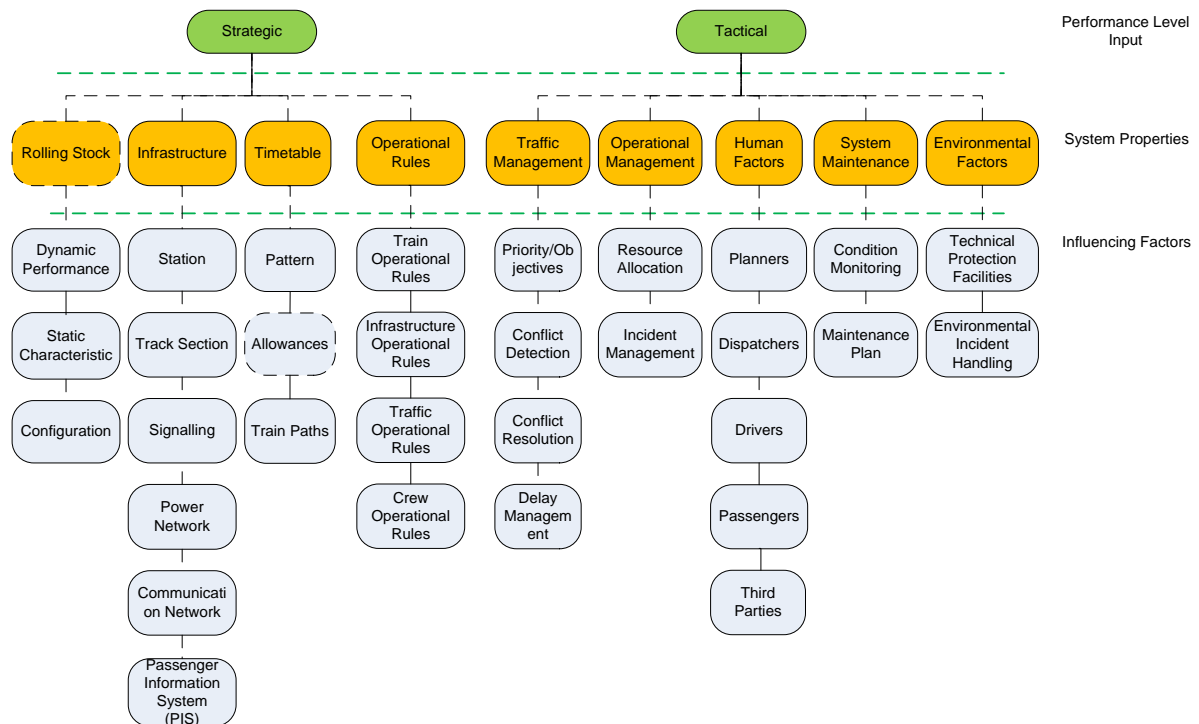 Strategic
Tactical
Performance Level
Input
Rolling Stock
Infrastructure
Timetable
Operational
Rules
Traffic
Management
Operational
Management
Human
Factors
System
Maintenance
Environmental
Factors
System Properties
Dynamic
Performance
Station
Pattern
Train
Operational
Rules
Priority/Ob
jectives
Resource
Allocation
Planners
Condition
Monitoring
Technical
Protection
Facilities
Influencing Factors
Static
Characteristic
Track Section
Allowances
Infrastructure
Operational
Rules
Conflict
Detection
Incident
Management
Dispatchers
Maintenance
Plan
Environmental
Incident
Handling
Configuration
Signalling
Train Paths
Traffic
Operational
Rules
Conflict
Resolution
Drivers
Power
Network
Crew
Operational
Rules
Delay
Managem
ent
Passengers
Communicati
on Network
Third
Parties
Passenger
Information
System
(PIS)